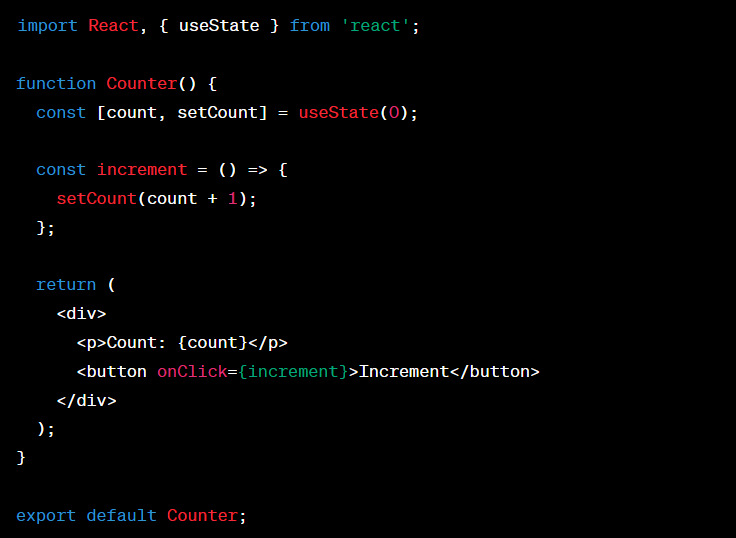 import React, { useState } from 'react';
function Counter() {
const [count, setCount] = useState(0);
const increment = () => {
setCount(count + 1);
};
return (
<div>
<p>Count: {count}</p>
<button onClick={increment}>Increment</button>
</div>
);
}
export default Counter;